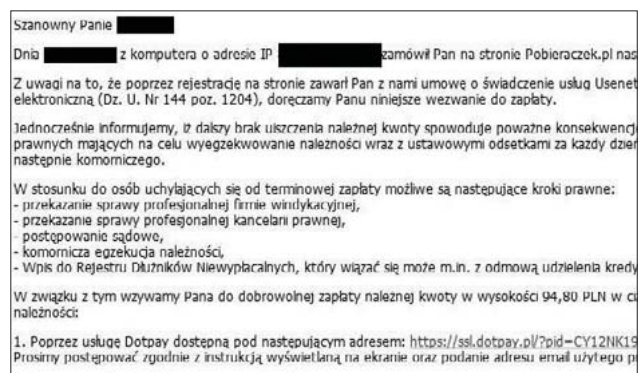 Szanowny Panie
Dnia z komputera o adresie IP zamówił Pan na stronie Pobieraczek.pl nas
Z uwagi na to, że poprzez rejestrację na stronie zawarł Pan z nami umowę o świadczenie usług Usenet
elektroniczną (Dz. U. Nr 144 poz. 1204), doręczamy Panu niniejsze wezwanie do zapłaty.
Jednocześnie informujemy, iż dalszy brak uiszczenia należnej kwoty spowoduje poważne konsekwencj
prawnych mających na celu wyegzekwowanie należności wraz z ustawowymi odsetkami za każdy dzień
następnie komorniczego.
W stosunku do osób uchylających się od terminowej zapłaty możliwe są następujące kroki prawne:
- przekazanie sprawy profesjonalnej firmie windykacyjnej,
- przekazanie sprawy profesjonalnej kancelarii prawnej,
- postępowanie sądowe,
- komornicza egzekucja należności,
- Wpis do Rejestru Dłużników Niewypłacalnych, który wiązać się może m.in. z odmową udzielenia kredy
W związku z tym wzywamy Pana do dobrowolnej zapłaty należnej kwoty w wysokości 94,80 PLN w ci
należności:
1. Poprzez usługę Dotpay dostępną pod następującym adresem: https://ssl.dotpay.pl/?pid=CY12NK19
Prosimy postępować zgodnie z instrukcją wyświetlaną na ekranie oraz podanie adresu email użytego p